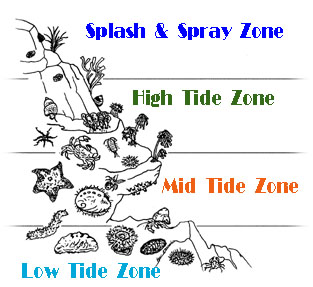 Splash & Spray Zone
High Tide Zone
Mid Tide Zone
Low Tide Zone